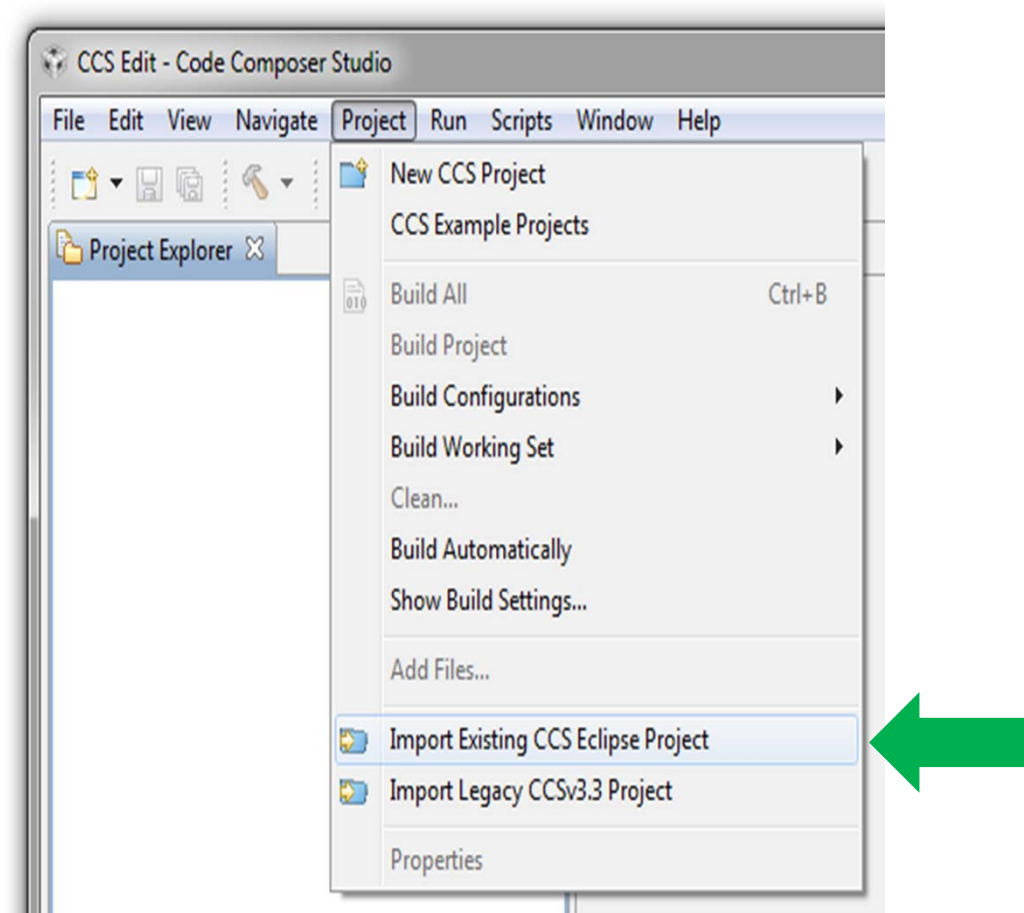 CCS Edit - Code Composer Studio
File Edit View Navigate Project Run Scripts Window Help
New CCS Project
CCS Example Projects
Project Explorer
Build All Ctrl+B
010
Build Project
Build Configurations
Build Working Set
Clean...
Build Automatically
Show Build Settings...
Add Files...
Import Existing CCS Eclipse Project
Import Legacy CCSv3.3 Project
Properties